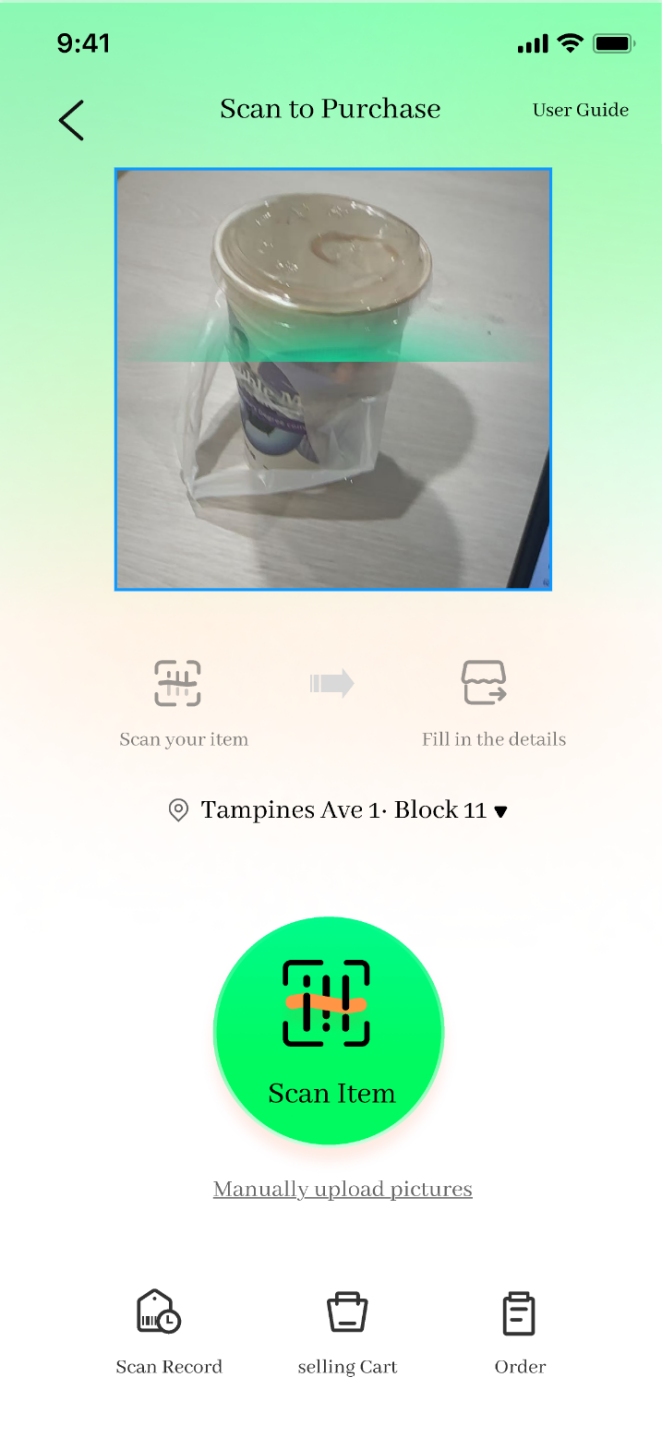 9:41
Scan to Purchase
User Guide
Scan your item
Fill in the details
Tampines Ave 1· Block 11
Scan Item
Manually upload pictures
Scan Record
selling Cart
Order